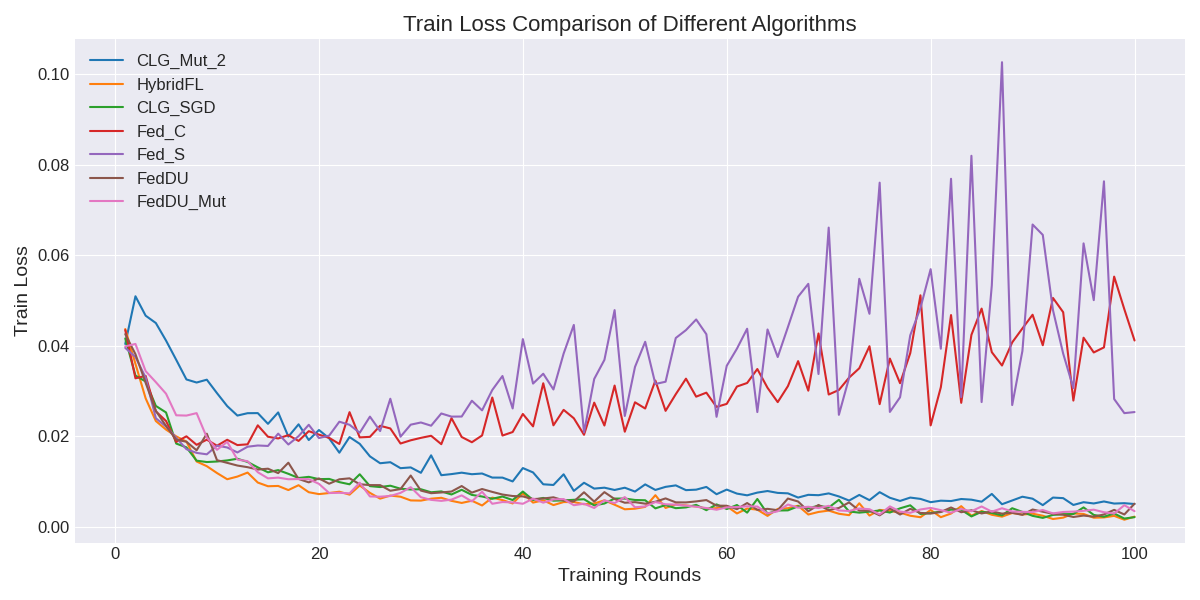 Train Loss Comparison of Different Algorithms
CLG_Mut_2
HybridFL
CLG_SGD
Fed_C
Fed_S
FedDU
FedDU_Mut
Train Loss
0.10
0.08
0.06
0.04
0.02
0.00
0 20 40 60 80 100
Training Rounds